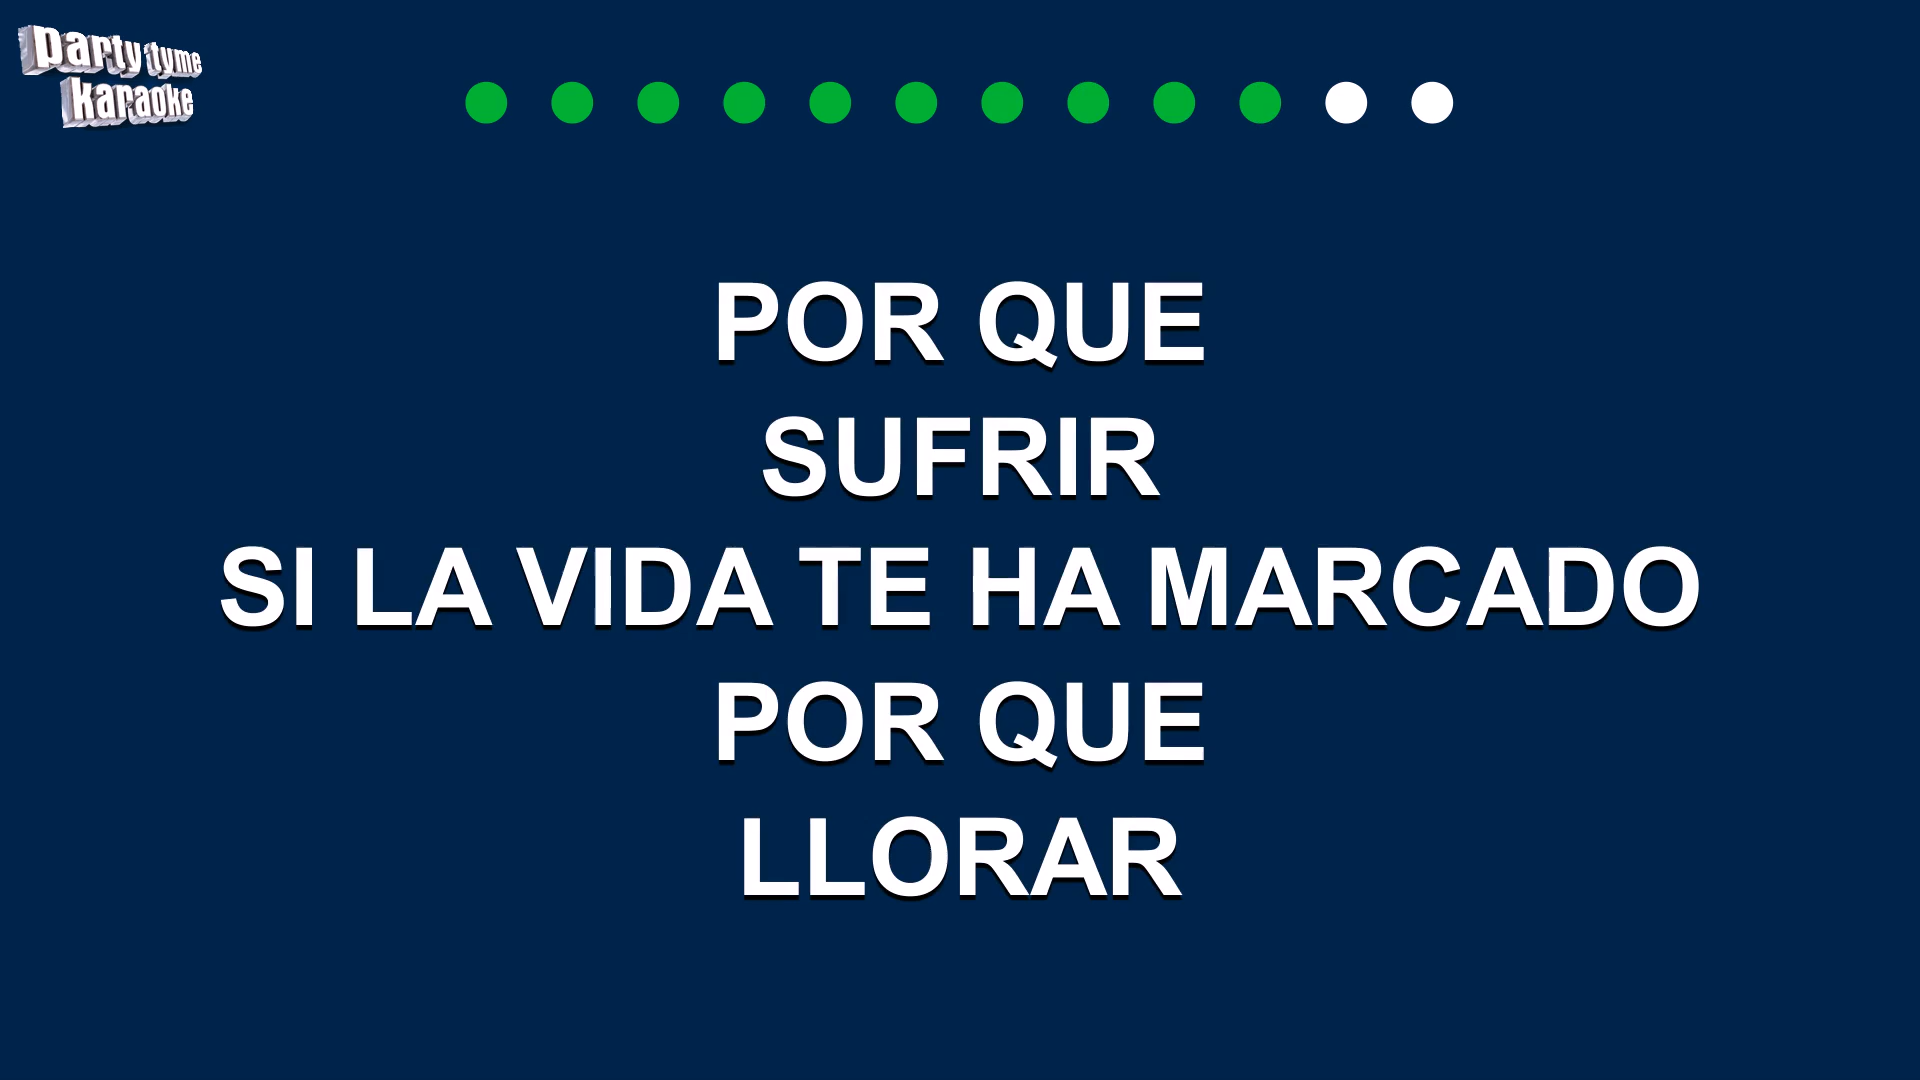 party tyme
karaoke
POR QUE
SUFRIR
SI LA VIDA TE HA MARCADO
POR QUE
LLORAR